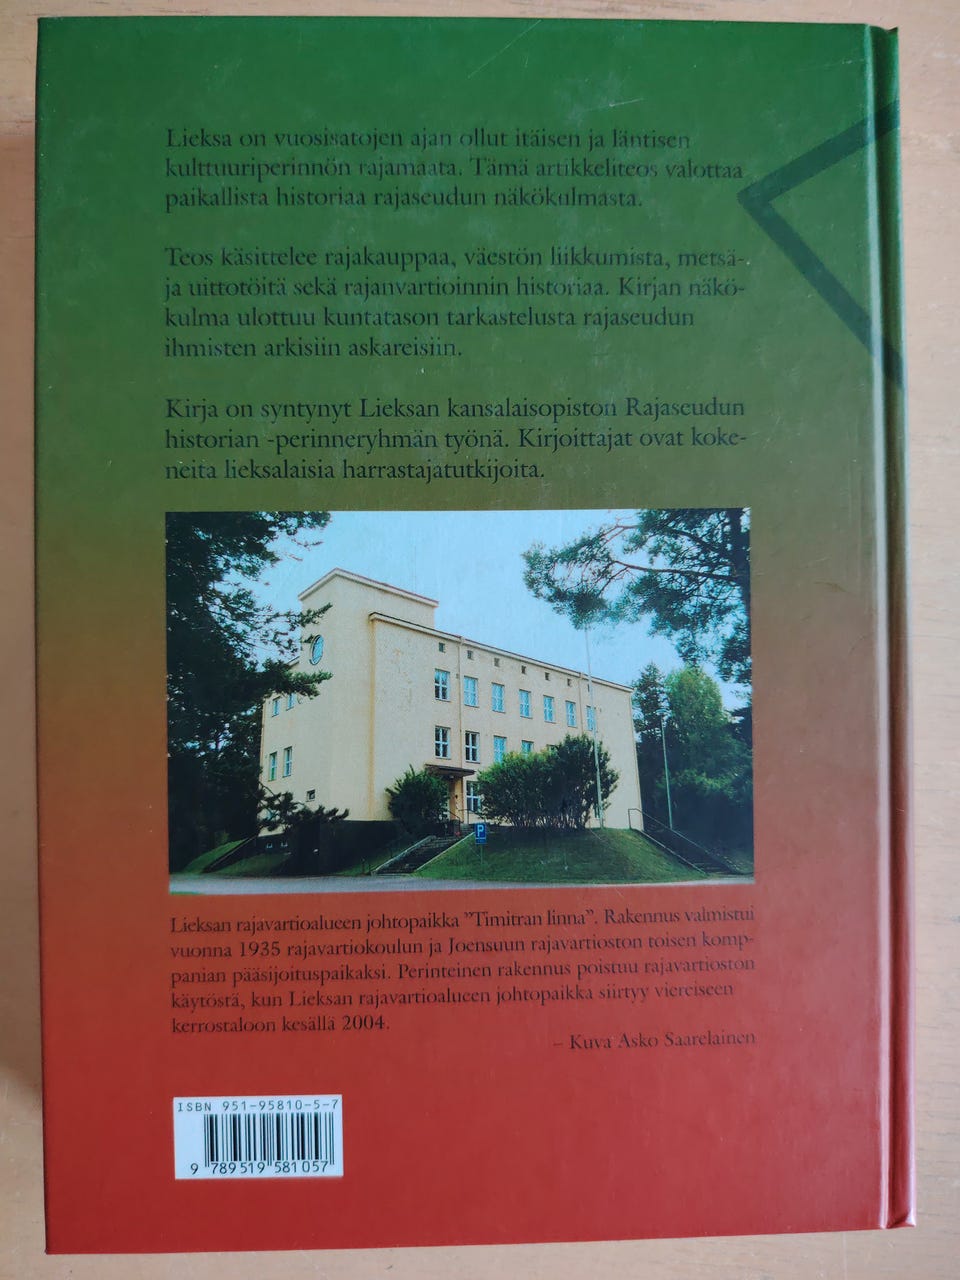 Lieksa on vuosisatojen ajan ollut itäisen ja läntisen
kulttuuriperinnön rajamaata. Tämä artikkeliteos valottaa
paikallista historiaa rajaseudun näkökulmasta.
Teos käsittelee rajakauppaa, väestön liikkumista, metsä-
ja uittotöitä sekä rajanvartioinnin historiaa. Kirjan näkö-
kulma ulottuu kuntatason tarkastelusta rajaseudun
ihmisten arkisiin askareisiin.
Kirja on syntynyt Lieksan kansalaisopiston Rajaseudun
historian -perinneryhmän työnä. Kirjoittajat ovat koke-
neita lieksalaisia harrastajatutkijoita.
P
Lieksan rajavartioalueen johtopaikka ”Timitran linna”. Rakennus valmistui
vuonna 1935 rajavartiokoulun ja Joensuun rajavartioston toisen komp-
panian pääsijoituspaikaksi. Perinteinen rakennus poistuu rajavartioston
käytöstä, kun Lieksan rajavartioalueen johtopaikka siirtyy viereiseen
kerrostaloon kesällä 2004.
– Kuva Asko Saarelainen
ISBN 951-95810-5-7
9 789519 581057